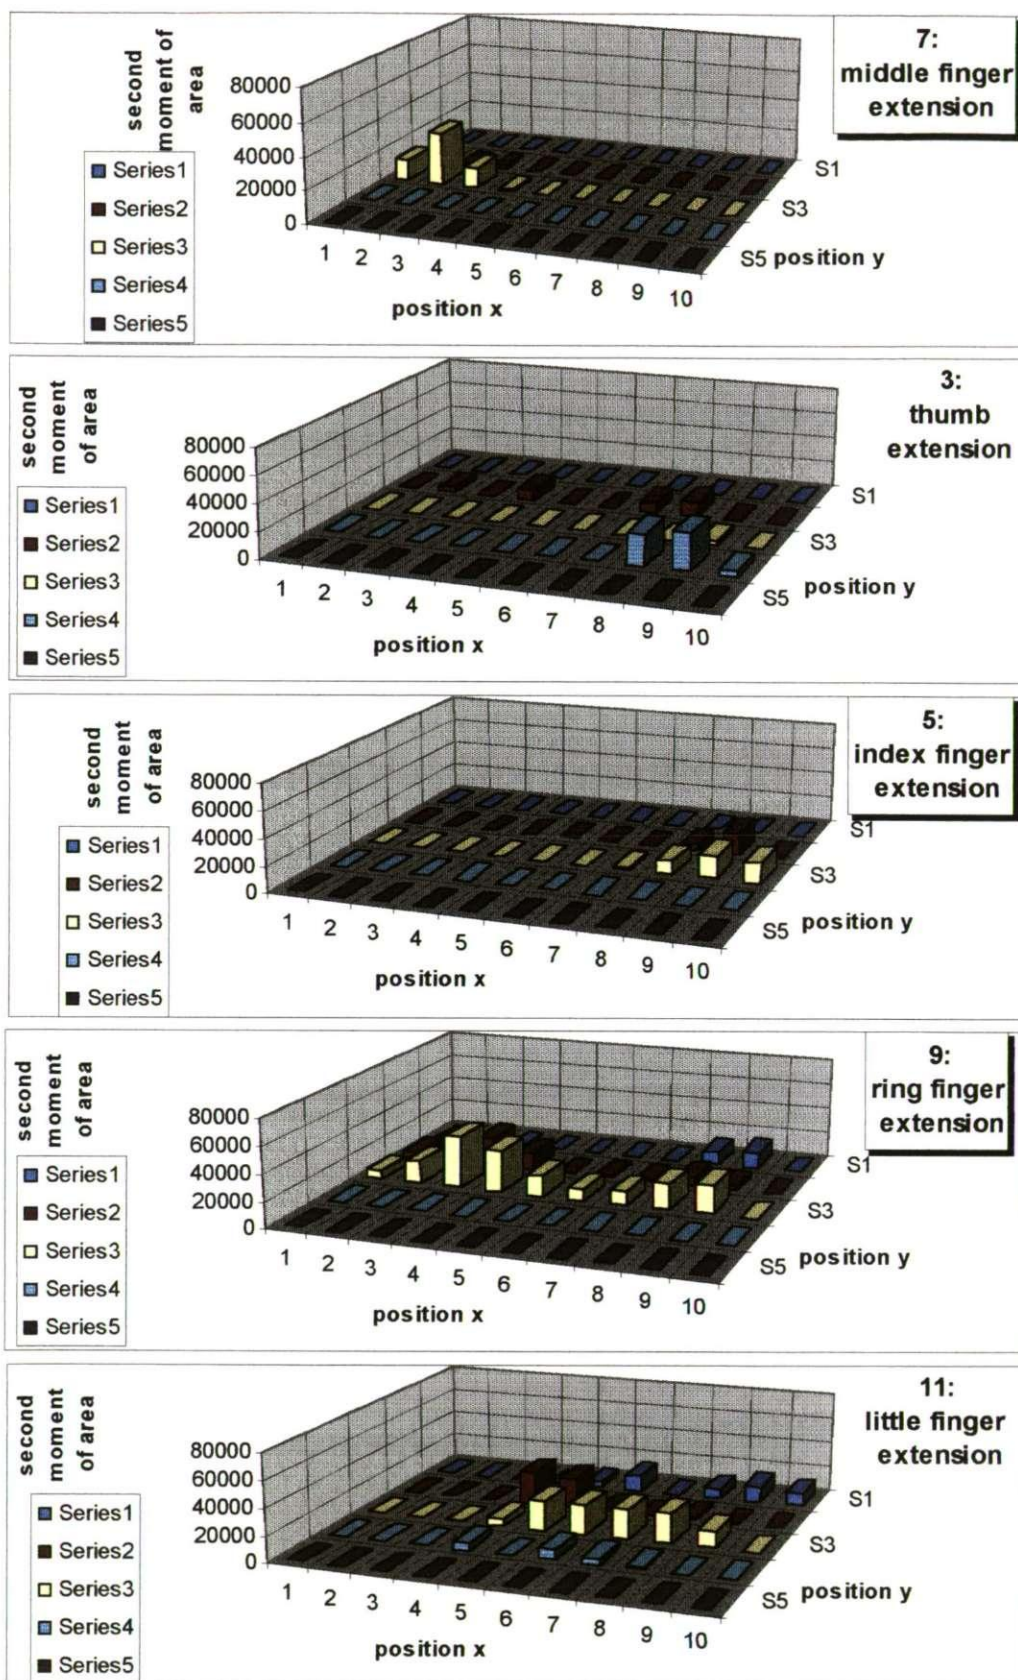 second
moment of
area
80000
60000
40000
20000
0
Series1
Series2
Series3
Series4
Series5
1
2
3
4
5
6
7
8
9
10
position x
S1
S3
S5 position y
7:
middle finger
extension
second
moment
of area
80000
60000
40000
20000
0
Series1
Series2
Series3
Series4
Series5
1
2
3
4
5
6
7
8
9
10
position x
S1
S3
S5 position y
3:
thumb
extension
second
moment
of area
80000
60000
40000
20000
0
Series1
Series2
Series3
Series4
Series5
1
2
3
4
5
6
7
8
9
10
position x
S1
S3
S5 position y
5:
index finger
extension
second
moment
of area
80000
60000
40000
20000
0
Series1
Series2
Series3
Series4
Series5
1
2
3
4
5
6
7
8
9
10
position x
S1
S3
S5 position y
9:
ring finger
extension
second
moment
of area
80000
60000
40000
20000
0
Series1
Series2
Series3
Series4
Series5
1
2
3
4
5
6
7
8
9
10
position x
S1
S3
S5 position y
11:
little finger
extension